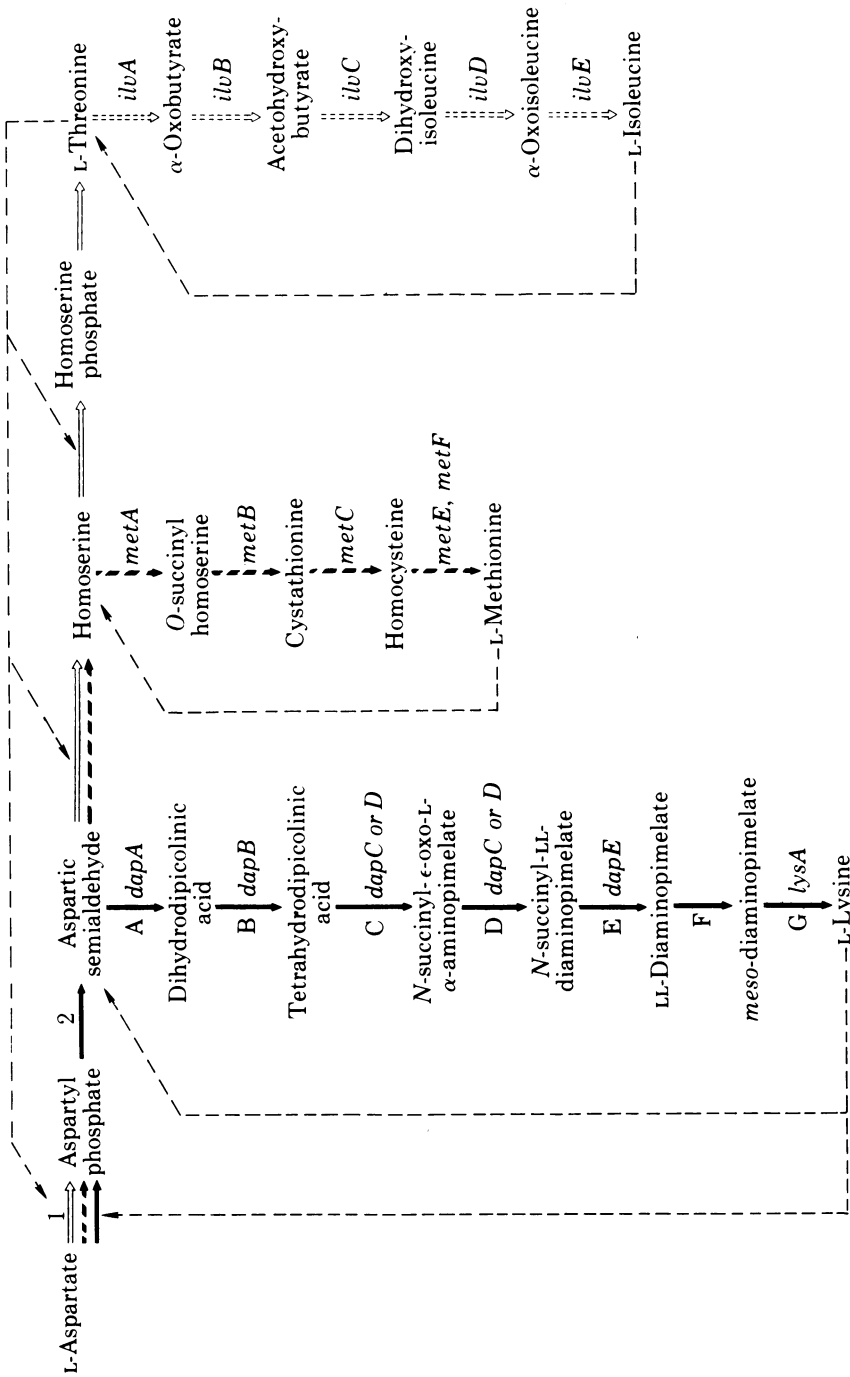 L-Aspartate
1
Aspartyl
phosphate
2
Aspartic
semialdehyde
Homoserine
Homoserine
phosphate
L-Threonine
A dapA
Dihydrodipicolinic
acid
B dapB
Tetrahydrodipicolinic
acid
C dapC or D
N-succinyl-ε-oxo-L-
α-aminopimelate
D dapC or D
N-succinyl-LL-
diaminopimelate
E dapE
LL-Diaminopimelate
F
meso-diaminopimelate
G lysA
L-Lysine
metA
O-succinyl
homoserine
metB
Cystathionine
metC
Homocysteine
metE, metF
L-Methionine
ilvA
α-Oxobutyrate
ilvB
Acetohydroxy-
butyrate
ilvC
Dihydroxy-
isoleucine
ilvD
α-Oxoisoleucine
ilvE
L-Isoleucine